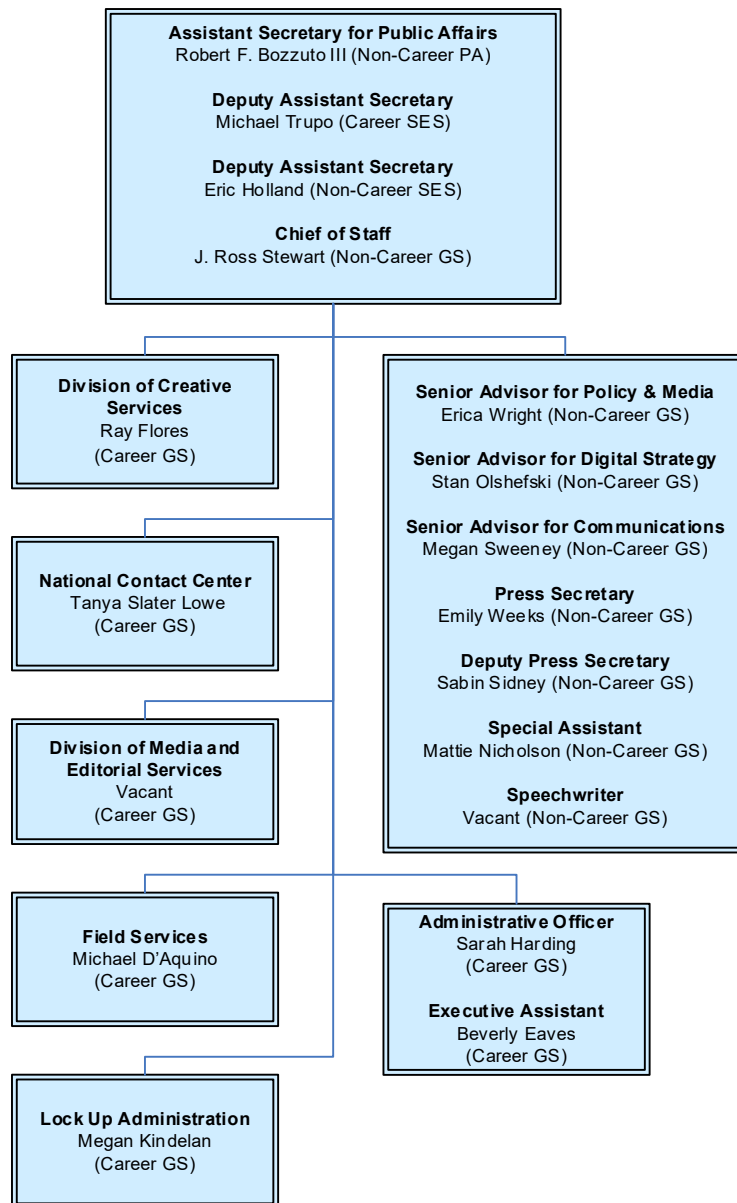 Assistant Secretary for Public Affairs
Robert F. Bozzuto III (Non-Career PA)
Deputy Assistant Secretary
Michael Trupo (Career SES)
Deputy Assistant Secretary
Eric Holland (Non-Career SES)
Chief of Staff
J. Ross Stewart (Non-Career GS)
Division of Creative
Services
Ray Flores
(Career GS)
National Contact Center
Tanya Slater Lowe
(Career GS)
Division of Media and
Editorial Services
Vacant
(Career GS)
Field Services
Michael D’Aquino
(Career GS)
Lock Up Administration
Megan Kindelan
(Career GS)
Senior Advisor for Policy & Media
Erica Wright (Non-Career GS)
Senior Advisor for Digital Strategy
Stan Olshefski (Non-Career GS)
Senior Advisor for Communications
Megan Sweeney (Non-Career GS)
Press Secretary
Emily Weeks (Non-Career GS)
Deputy Press Secretary
Sabin Sidney (Non-Career GS)
Special Assistant
Mattie Nicholson (Non-Career GS)
Speechwriter
Vacant (Non-Career GS)
Administrative Officer
Sarah Harding
(Career GS)
Executive Assistant
Beverly Eaves
(Career GS)